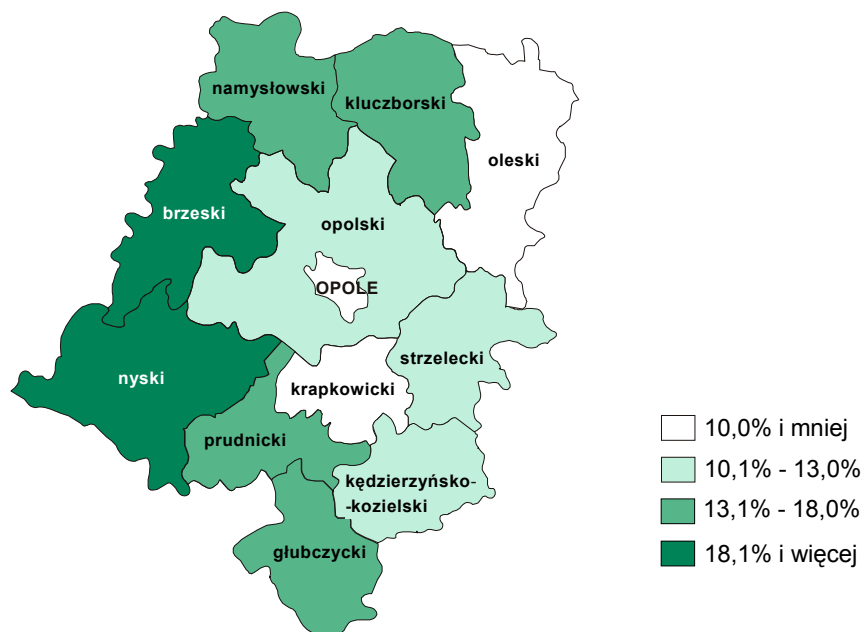 namysłowski
kluczborski
oleski
brzeski
opolski
OPOLE
strzelecki
nyski
krapkowicki
prudnicki
kędzierzyńsko-
-kozielski
głubczycki
10,0% i mniej
10,1% - 13,0%
13,1% - 18,0%
18,1% i więcej